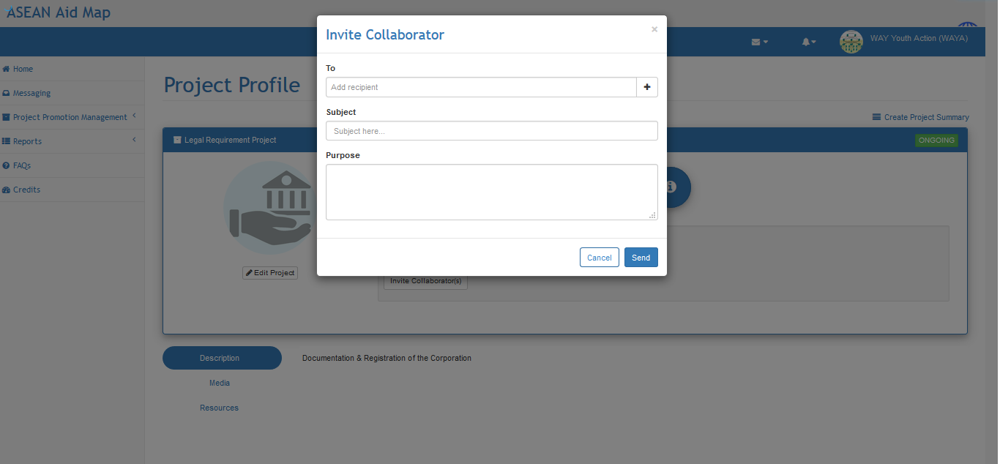 ASEAN Aid Map
WAY Youth Action (WAYA)
Home
Messaging
Project Promotion Management
Reports
FAQs
Credits
Project Profile
Create Project Summary
Legal Requirement Project
ONGOING
Edit Project
Invite Collaborator(s)
Description
Media
Resources
Documentation & Registration of the Corporation
Invite Collaborator
×
To
Add recipient
+
Subject
Subject here...
Purpose
Cancel
Send